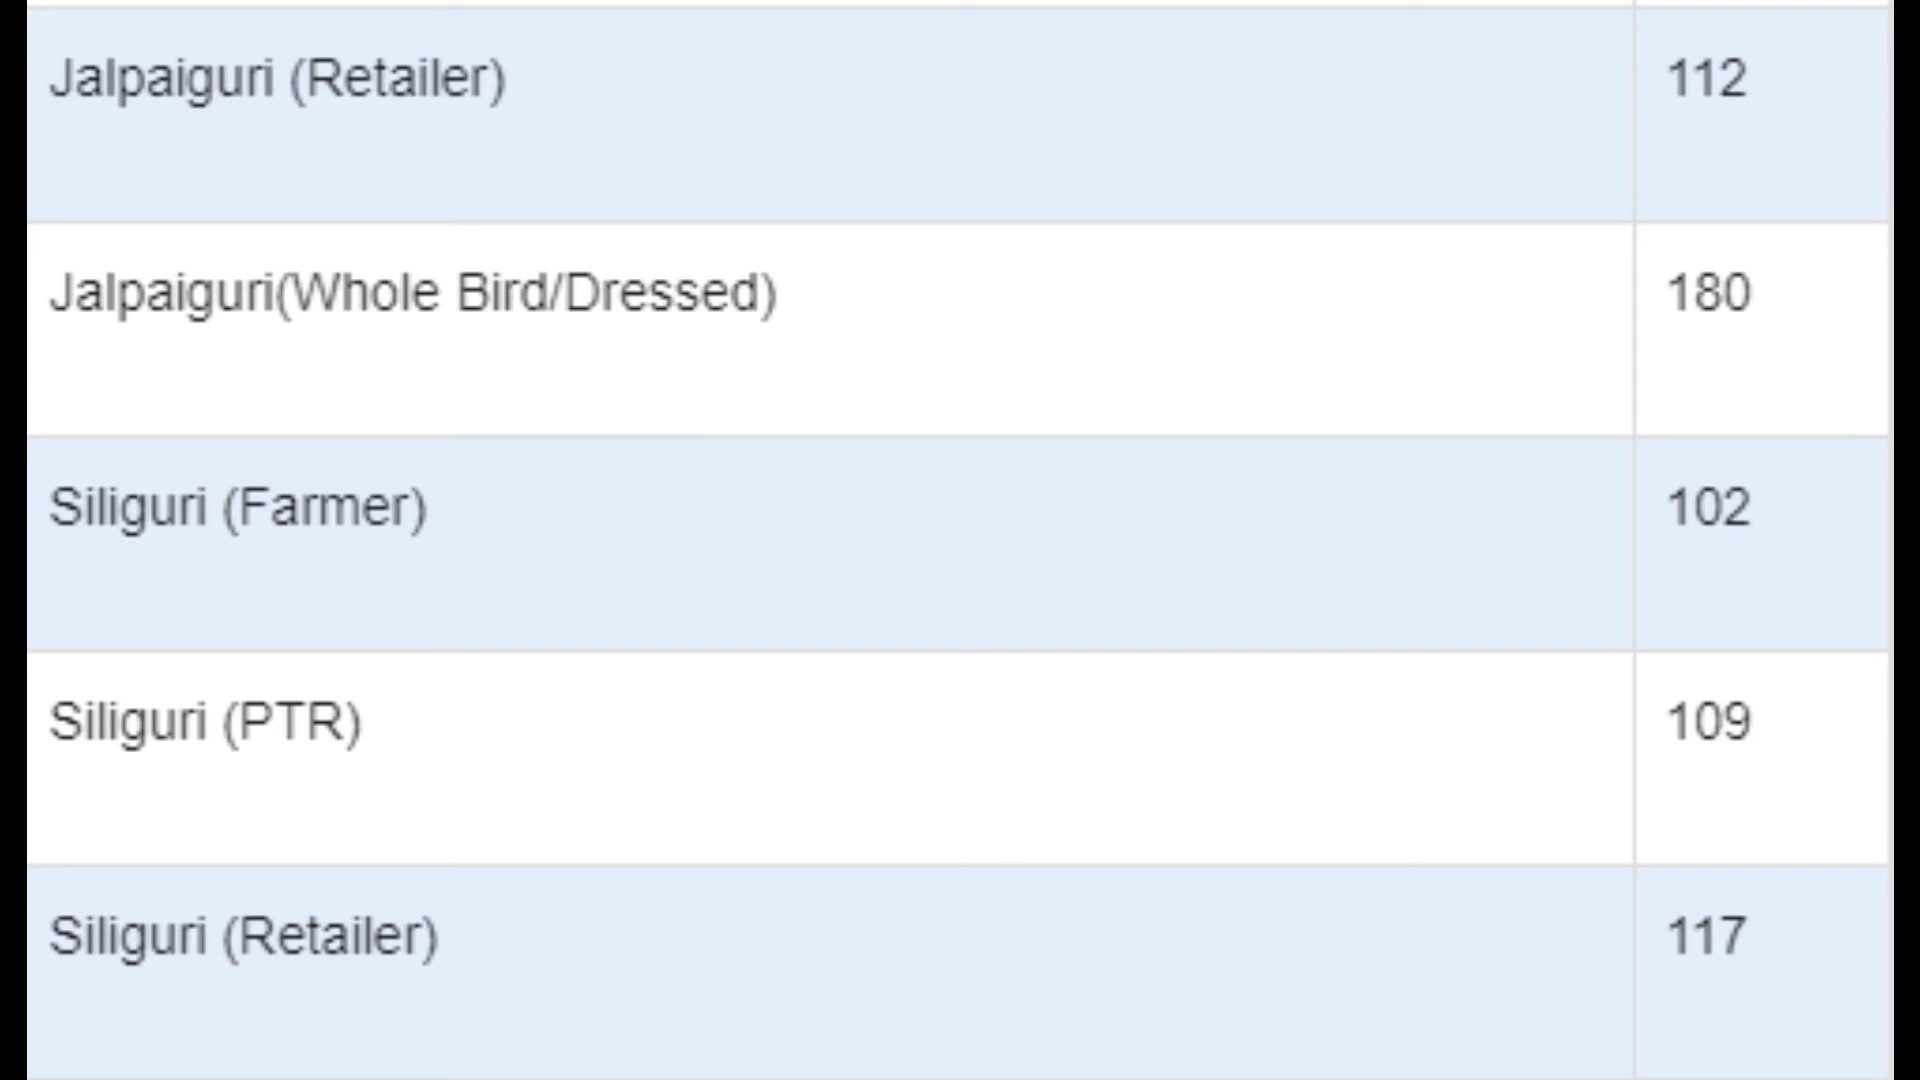 Jalpaiguri (Retailer) 112
Jalpaiguri(Whole Bird/Dressed) 180
Siliguri (Farmer) 102
Siliguri (PTR) 109
Siliguri (Retailer) 117